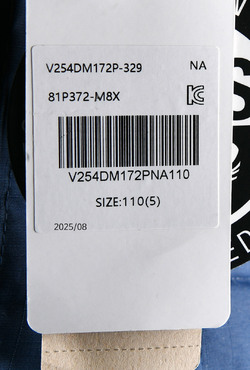 V254DM172P-329 NA
81P372-M8X
V254DM172PNA110
SIZE:110(5)
2025/08